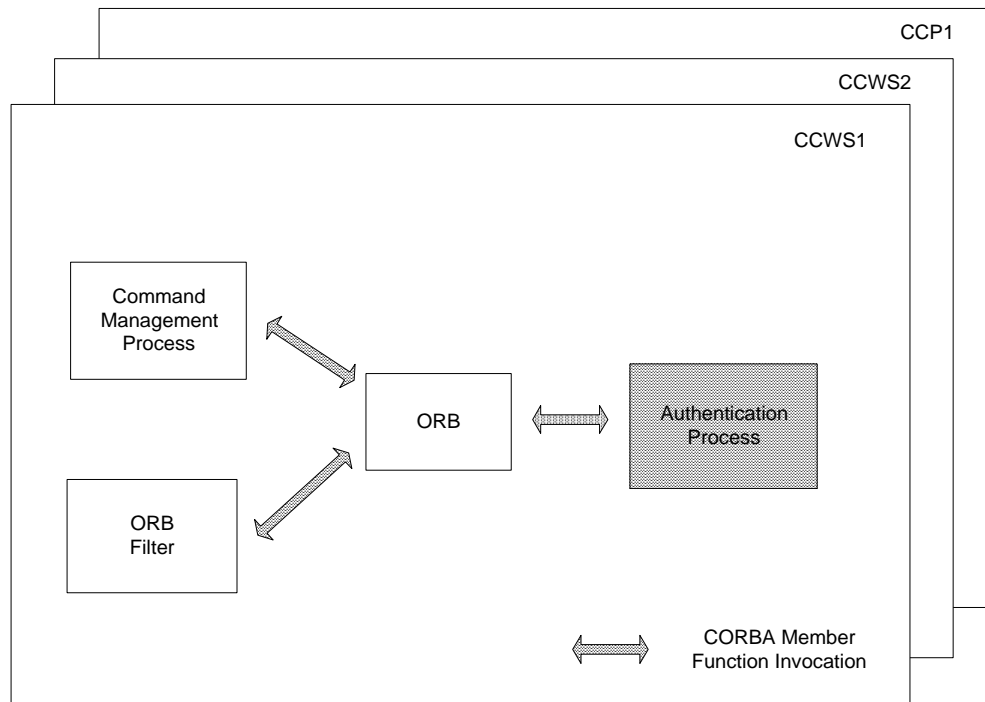 CCP1
CCWS2
CCWS1
Command
Management
Process
ORB
Authentication
Process
ORB
Filter
CORBA Member
Function Invocation